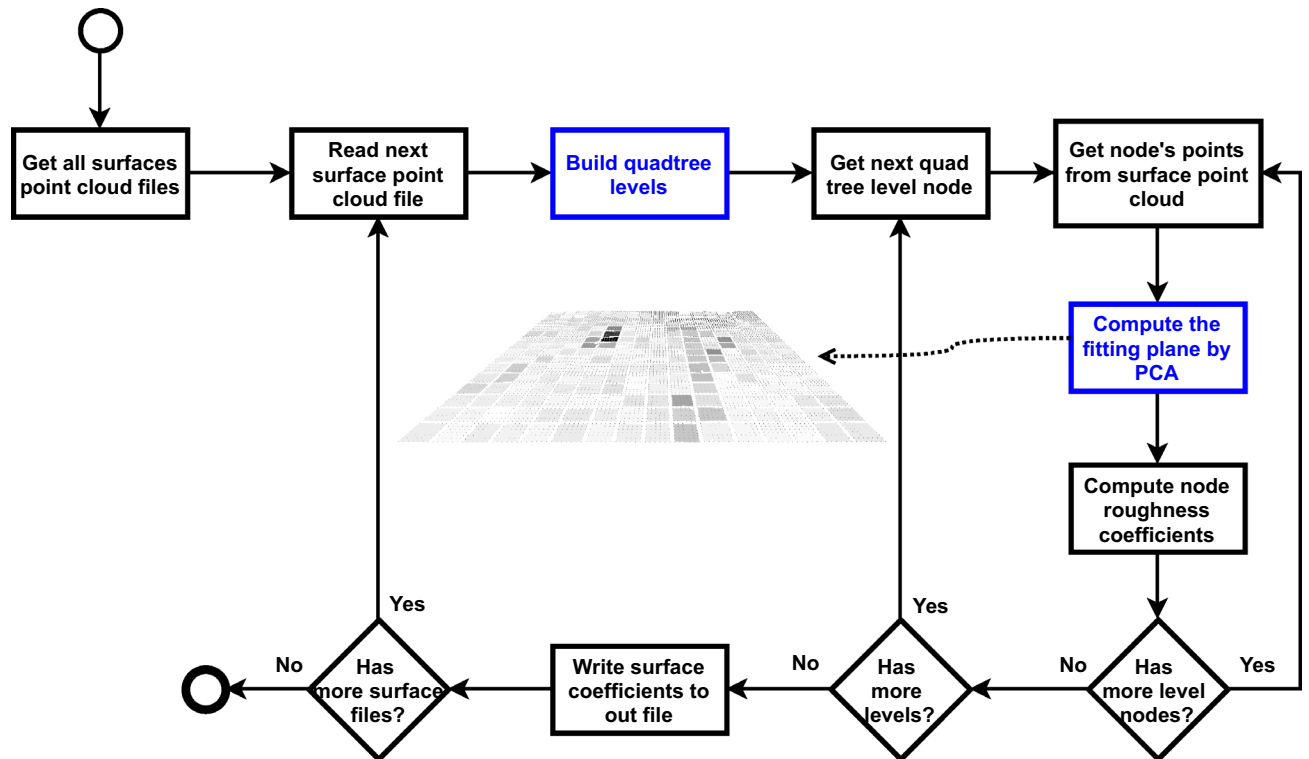 Get all surfaces
point cloud files
Read next
surface point
cloud file
Build quadtree
levels
Get next quad
tree level node
Get node's points
from surface point
cloud
Compute the
fitting plane by
PCA
Compute node
roughness
coefficients
Has
more level
nodes?
Yes
No
Has
more
levels?
Yes
No
Write surface
coefficients to
out file
Has
more surface
files?
Yes
No